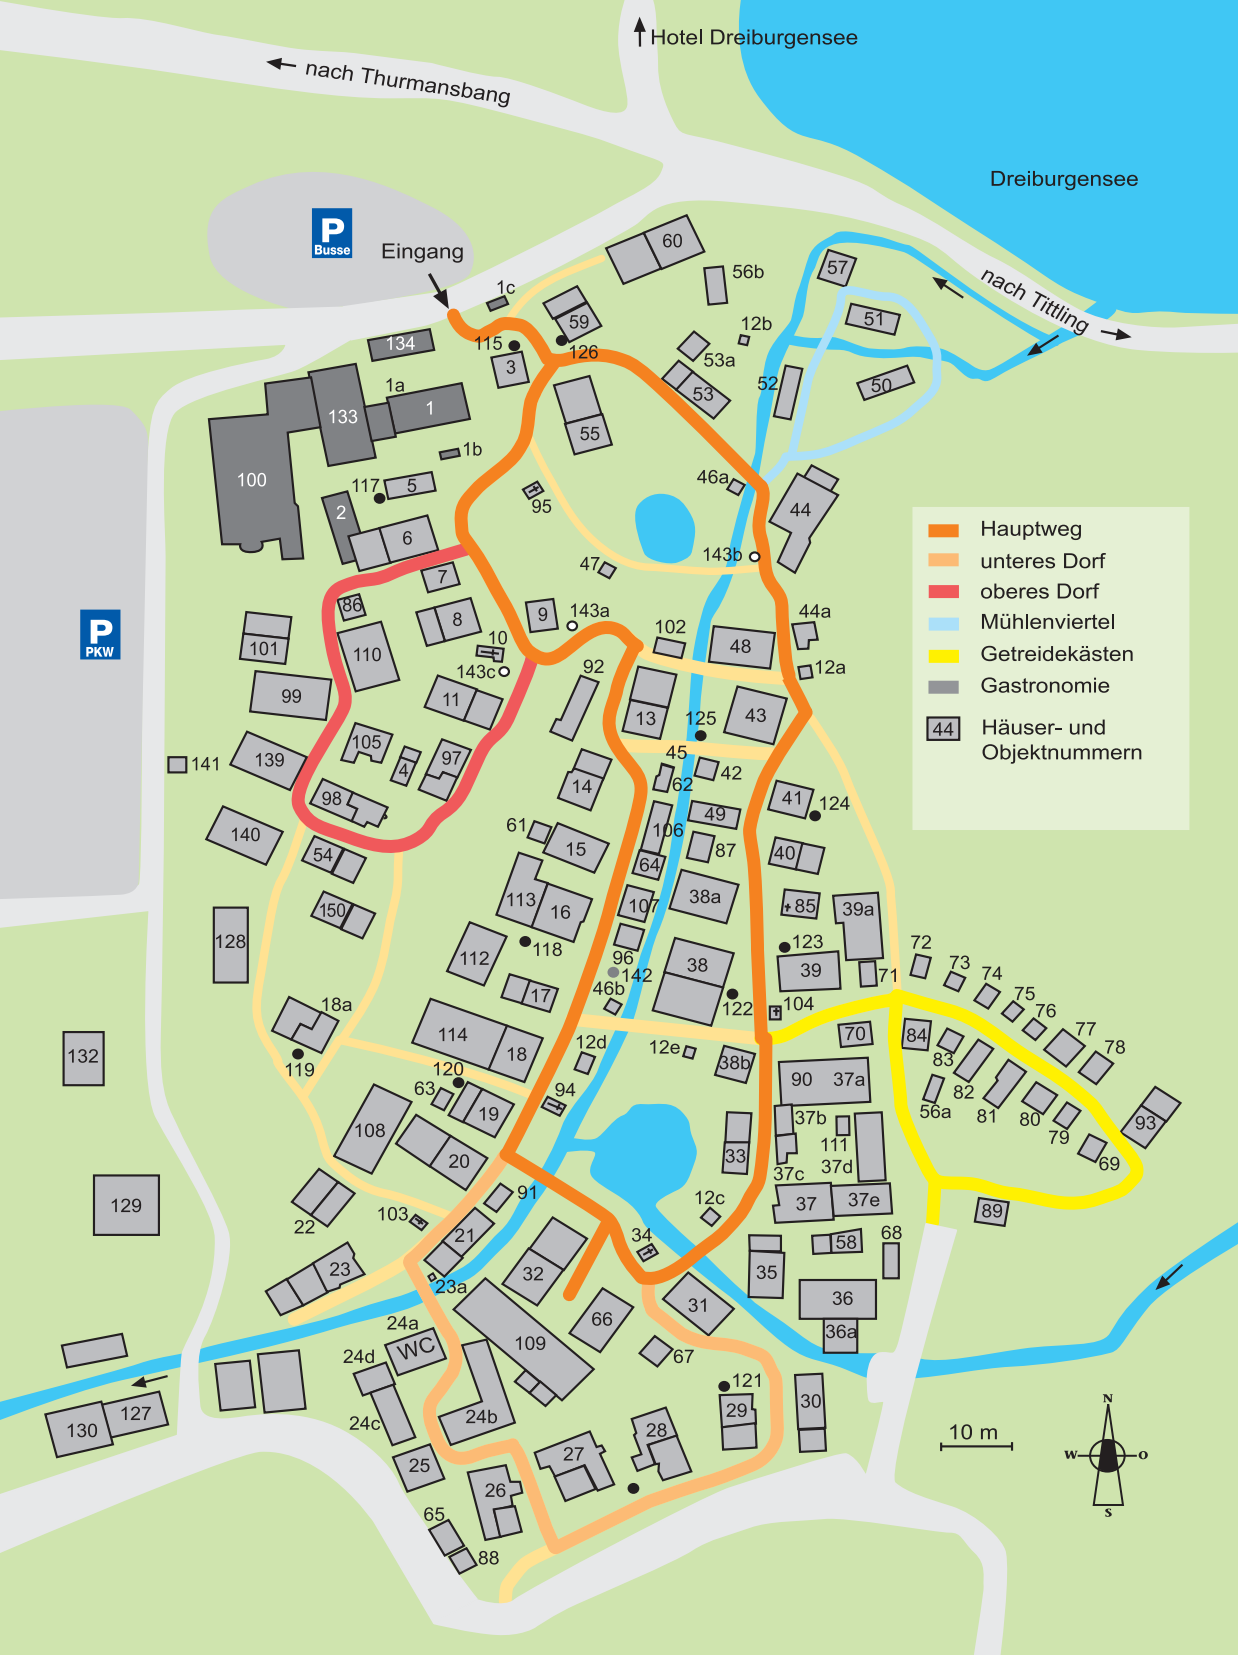 Hotel Dreiburgensee
nach Thurmansbang
Dreiburgensee
P
Busse
Eingang
nach Tittling
60
56b
57
1c
59
51
12b
134
115
126
3
53a
1a
53
52
50
133
1
55
1b
46a
100
117
5
95
44
2
6
143b
47
7
86
9
143a
44a
8
102
P
PKW
101
110
10
48
143c
92
12a
99
11
13
125
43
105
97
45
141
139
4
42
14
62
98
41
124
49
61
106
140
54
15
64
87
40
150
113
16
107
38a
85
39a
128
118
123
72
112
96
38
39
71
73
142
74
17
46b
122
75
18a
104
76
114
70
84
77
18
12d
12e
83
78
132
119
38b
120
82
90
37a
63
94
56a
81
19
80
37b
93
108
111
79
20
33
37c
37d
69
91
129
22
103
12c
37
37e
89
21
34
58
68
23
32
35
23a
31
36
24a
66
36a
WC
109
67
24d
121
30
127
24c
24b
29
130
28
27
25
26
65
88
Hauptweg
unteres Dorf
oberes Dorf
Mühlenviertel
Getreidekästen
Gastronomie
44
Häuser- und
Objektnummern
10 m
N
W
O
S